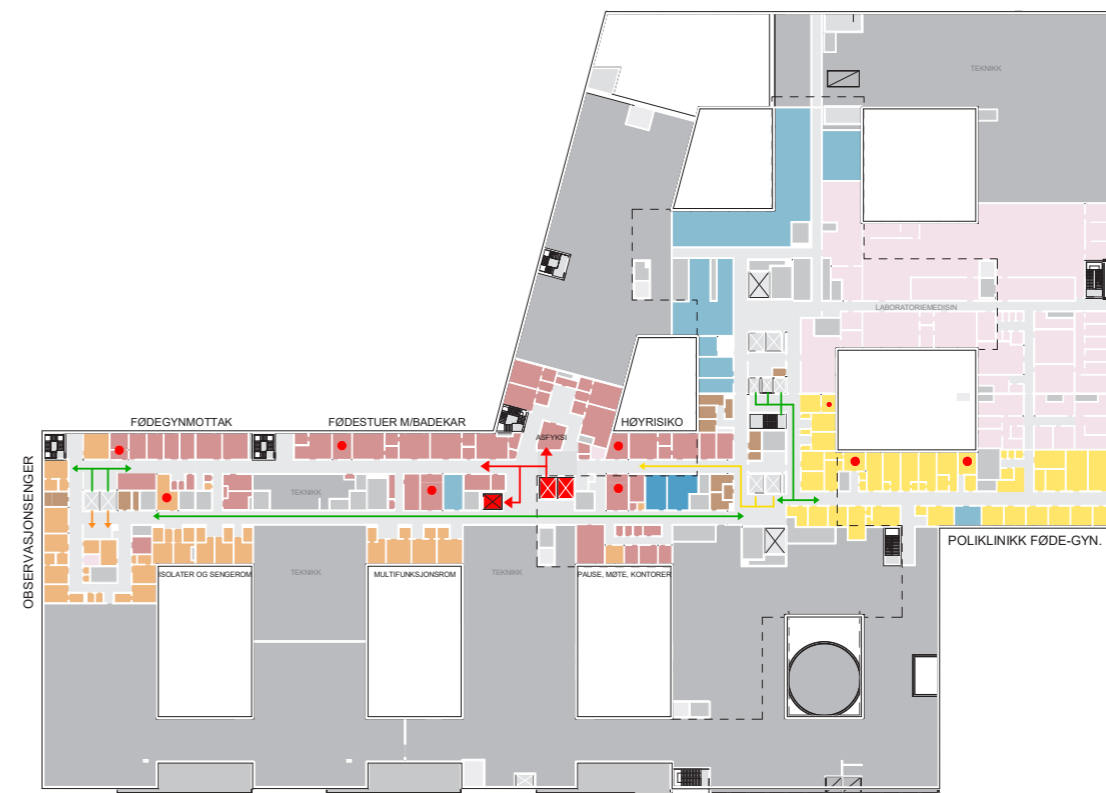 TEKNIKK
LABORATORIEMEDISIN
FØDEGYNMOTTAK
FØDESTUER M/BADEKAR
HØYRISIKO
ASFYKSI
TEKNIKK
OBSERVASJONSENGER
POLIKLINIKK FØDE-GYN.
ISOLATER OG SENGEROM
TEKNIKK
MULTIFUNKSJONSROM
TEKNIKK
PAUSE, MØTE, KONTORER